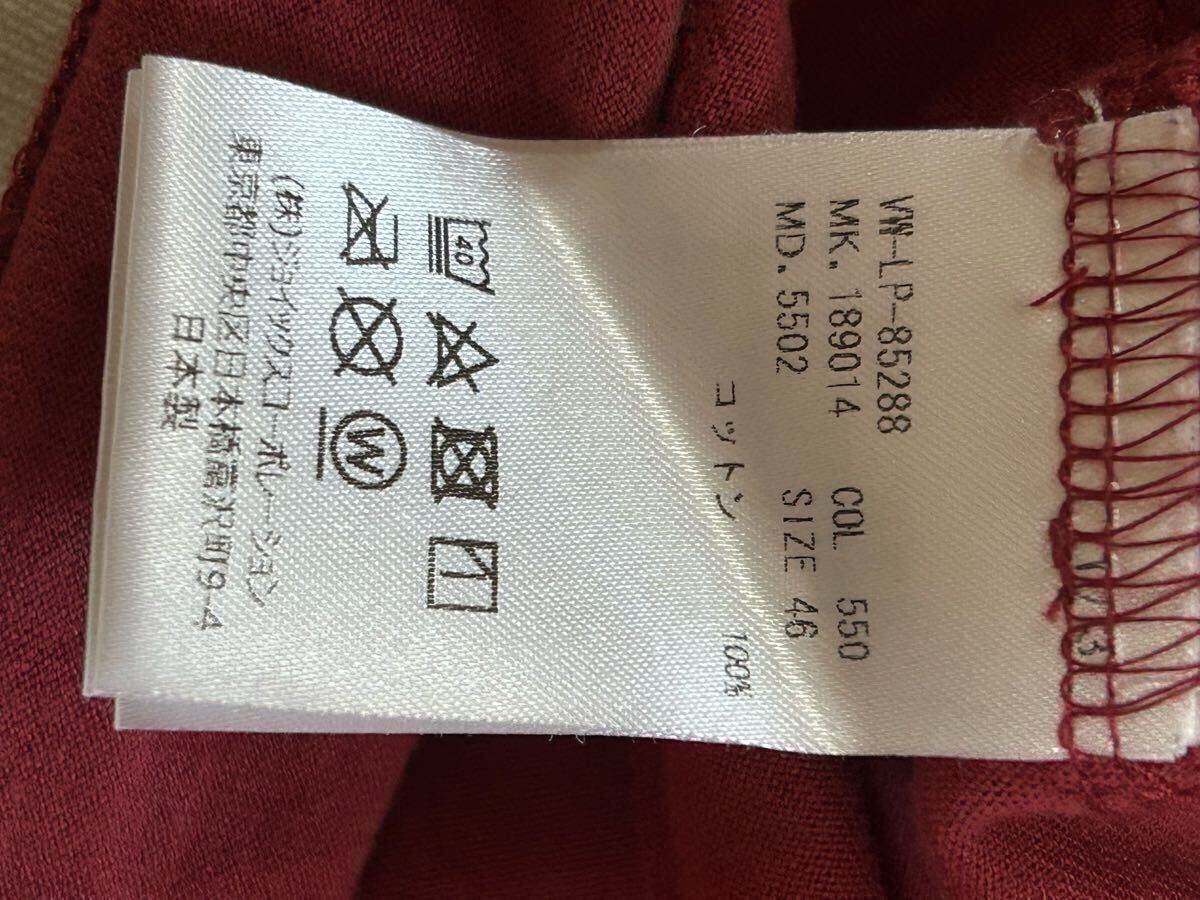 VW-LP-85288
MK.189014 COL 550
MD.5502 SIZE 46
コットン 100%
40
W
(株)ジョイックスコーポレーション
東京都中央区日本橋富沢町9-4
日本製